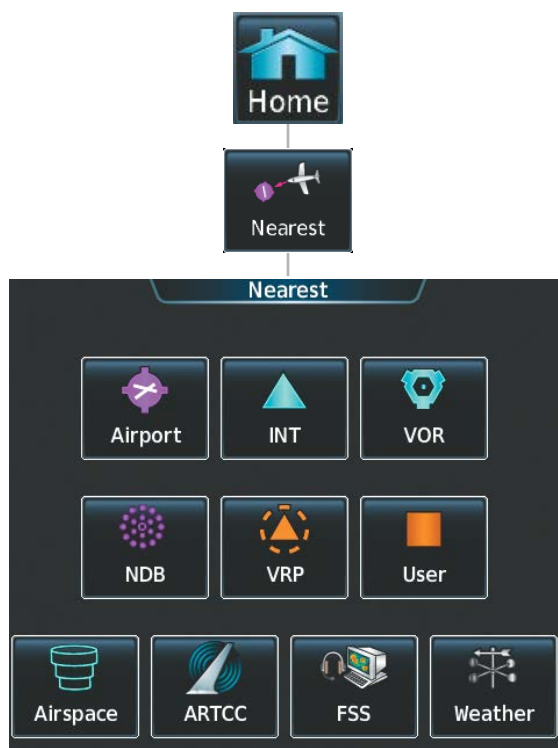 Home
Nearest
Nearest
Airport INT VOR
NDB VRP User
Airspace ARTCC FSS Weather